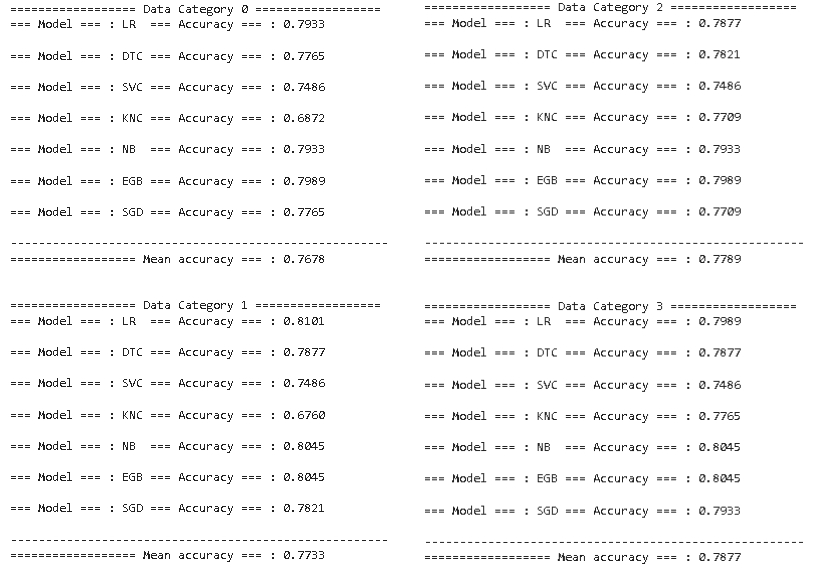 ================== Data Category 0 ==================
=== Model === : LR  === Accuracy === : 0.7933
=== Model === : DTC === Accuracy === : 0.7765
=== Model === : SVC === Accuracy === : 0.7486
=== Model === : KNC === Accuracy === : 0.6872
=== Model === : NB  === Accuracy === : 0.7933
=== Model === : EGB === Accuracy === : 0.7989
=== Model === : SGD === Accuracy === : 0.7765
------------------------------------------------------
================== Mean accuracy === : 0.7678
================== Data Category 1 ==================
=== Model === : LR  === Accuracy === : 0.8101
=== Model === : DTC === Accuracy === : 0.7877
=== Model === : SVC === Accuracy === : 0.7486
=== Model === : KNC === Accuracy === : 0.6760
=== Model === : NB  === Accuracy === : 0.8045
=== Model === : EGB === Accuracy === : 0.8045
=== Model === : SGD === Accuracy === : 0.7821
------------------------------------------------------
================== Mean accuracy === : 0.7733
================== Data Category 2 ==================
=== Model === : LR  === Accuracy === : 0.7877
=== Model === : DTC === Accuracy === : 0.7821
=== Model === : SVC === Accuracy === : 0.7486
=== Model === : KNC === Accuracy === : 0.7709
=== Model === : NB  === Accuracy === : 0.7933
=== Model === : EGB === Accuracy === : 0.7989
=== Model === : SGD === Accuracy === : 0.7709
------------------------------------------------------
================== Mean accuracy === : 0.7789
================== Data Category 3 ==================
=== Model === : LR  === Accuracy === : 0.7989
=== Model === : DTC === Accuracy === : 0.7877
=== Model === : SVC === Accuracy === : 0.7486
=== Model === : KNC === Accuracy === : 0.7765
=== Model === : NB  === Accuracy === : 0.8045
=== Model === : EGB === Accuracy === : 0.8045
=== Model === : SGD === Accuracy === : 0.7933
------------------------------------------------------
================== Mean accuracy === : 0.7877